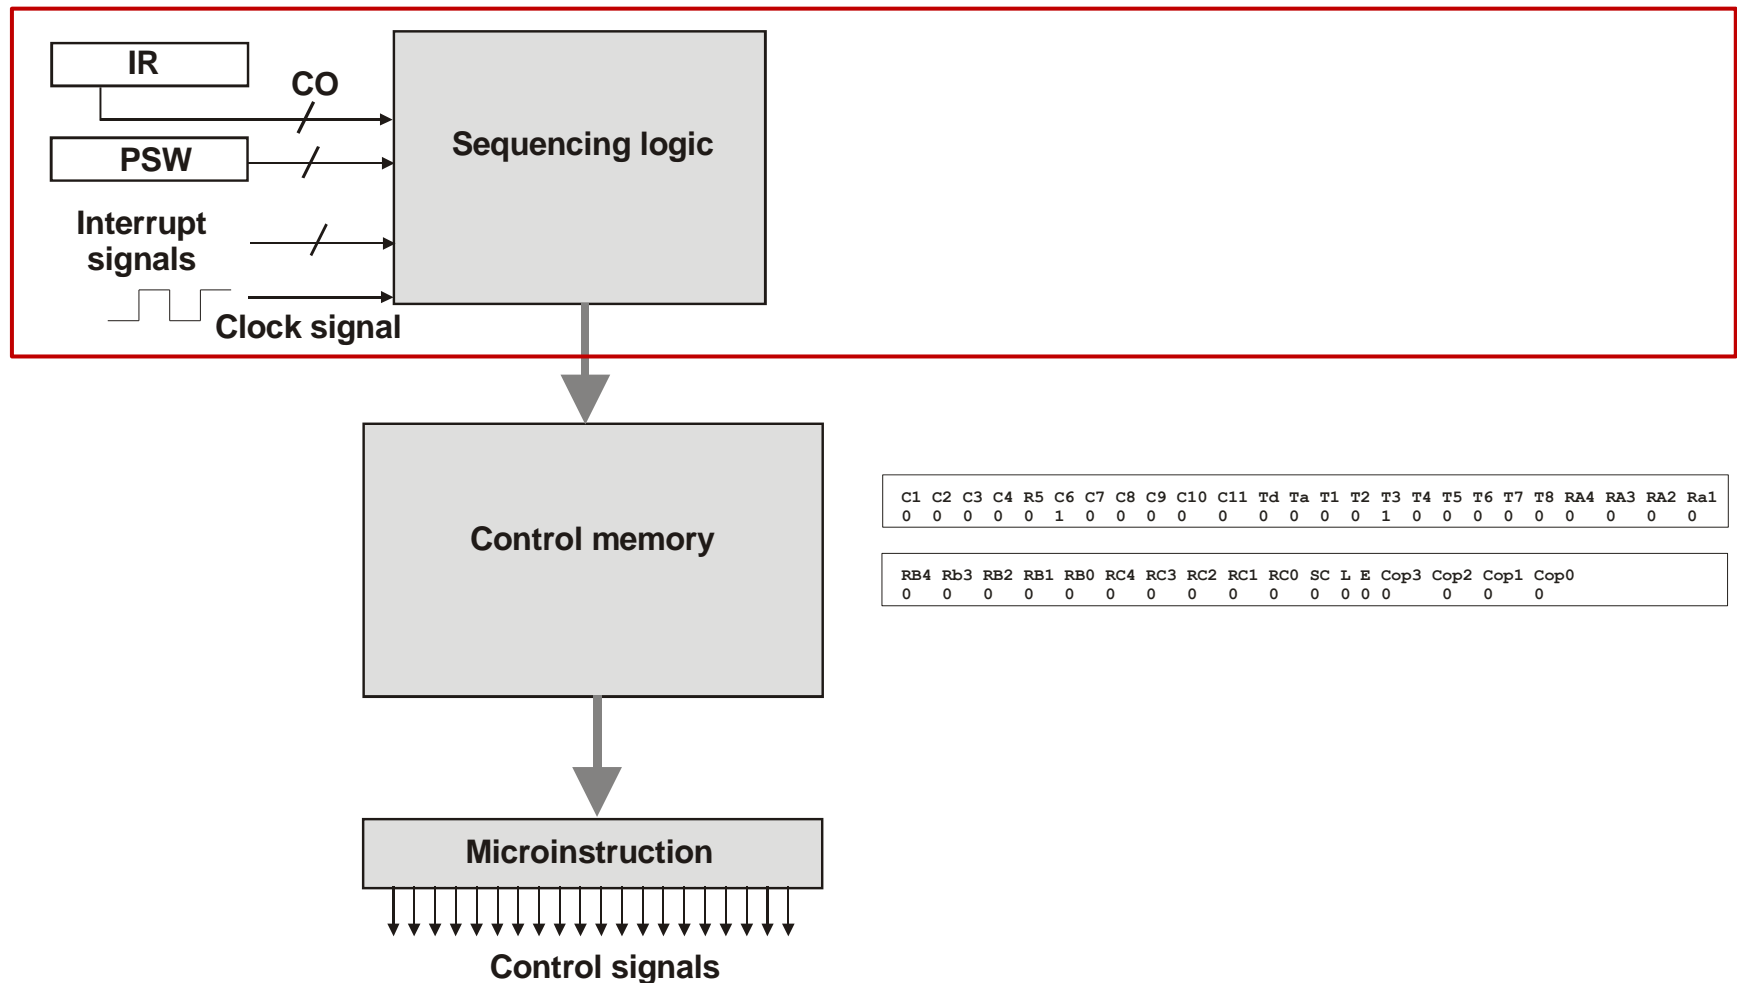 IR
CO
Sequencing logic
PSW
Interrupt
signals
Clock signal
Control memory
C1 C2 C3 C4 R5 C6 C7 C8 C9 C10 C11 Td Ta T1 T2 T3 T4 T5 T6 T7 T8 RA4 RA3 RA2 Ra1
0 0 0 0 0 1 0 0 0 0 0 0 0 0 0 1 0 0 0 0 0 0 0 0 0
RB4 Rb3 RB2 RB1 RB0 RC4 RC3 RC2 RC1 RC0 SC L E Cop3 Cop2 Cop1 Cop0
0 0 0 0 0 0 0 0 0 0 0 0 0 0 0 0 0
Microinstruction
Control signals